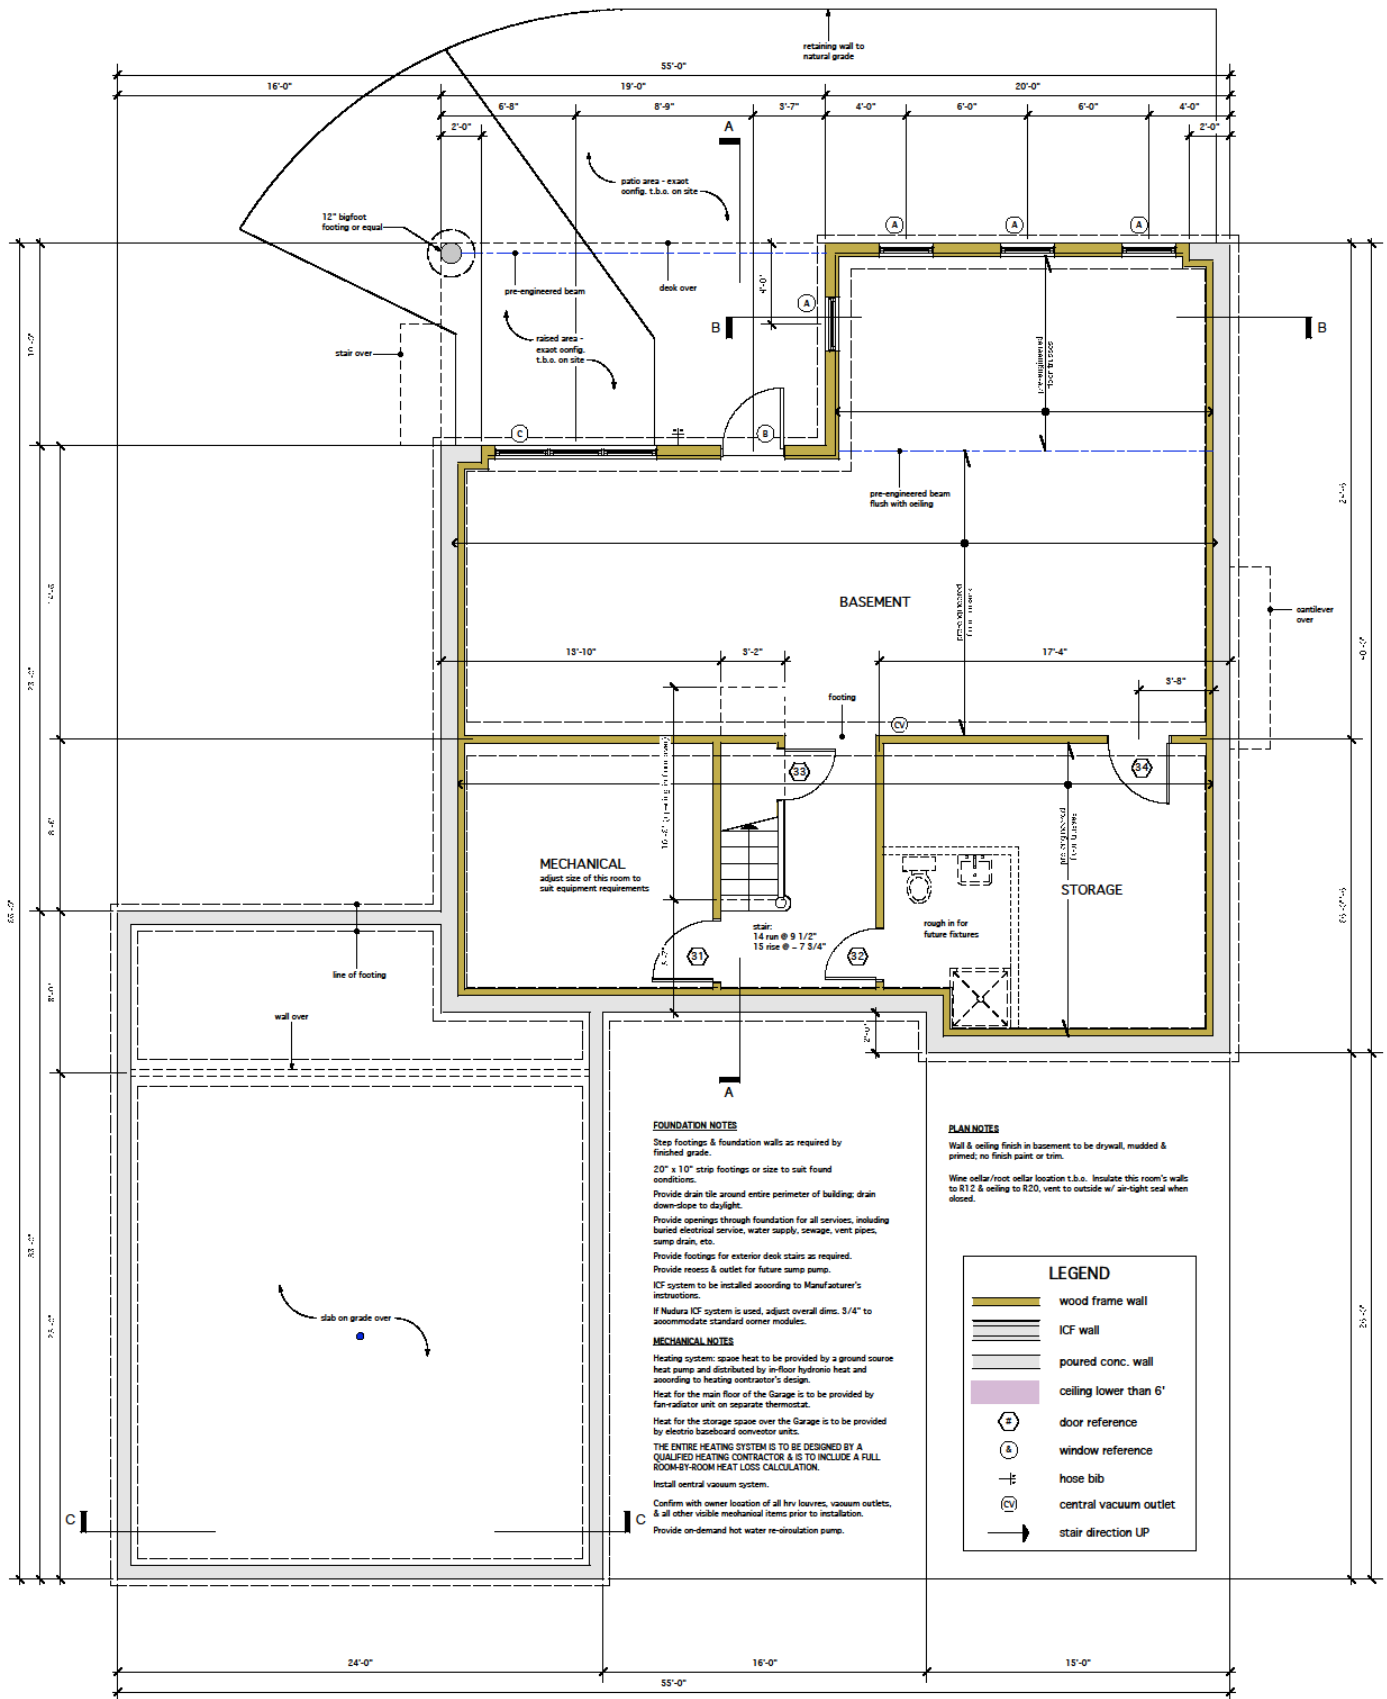 retaining wall to
natural grade
55'-0"
16'-0"
19'-0"
20'-0"
6'-8"
8'-9"
3'-7"
4'-0"
6'-0"
6'-0"
4'-0"
2'-0"
2'-0"
A
patio area - exact
config. t.b.o. on site
12" bigfoot
footing or equal
A
A
A
pre-engineered beam
deck over
4'-0"
A
B
B
raised area -
exact config.
t.b.o. on site
stair over
10'-0"
C
B
pre-engineered beam
flush with ceiling
BASEMENT
cantilever
over
13'-10"
3'-2"
17'-4"
3'-8"
footing
CV
33
34
MECHANICAL
adjust size of this room to
suit equipment requirements
STORAGE
rough in for
future fixtures
stair:
14 run @ 9 1/2"
15 rise @ ~ 7 3/4"
31
32
line of footing
wall over
2'-0"
A
slab on grade over
C
C
FOUNDATION NOTES
Step footings & foundation walls as required by
finished grade.
20" x 10" strip footings or size to suit found
conditions.
Provide drain tile around entire perimeter of building; drain
down-slope to daylight.
Provide openings through foundation for all services, including
buried electrical service, water supply, sewage, vent pipes,
sump drain, etc.
Provide footings for exterior deck stairs as required.
Provide recess & outlet for future sump pump.
ICF system to be installed according to Manufacturer's
instructions.
If Nudura ICF system is used, adjust overall dims. 3/4" to
accommodate standard corner modules.
MECHANICAL NOTES
Heating system: space heat to be provided by a ground source
heat pump and distributed by in-floor hydronic heat and
according to heating contractor's design.
Heat for the main floor of the Garage is to be provided by
fan-radiator unit on separate thermostat.
Heat for the storage space over the Garage is to be provided
by electric baseboard convector units.
THE ENTIRE HEATING SYSTEM IS TO BE DESIGNED BY A
QUALIFIED HEATING CONTRACTOR & IS TO INCLUDE A FULL
ROOM-BY-ROOM HEAT LOSS CALCULATION.
Install central vacuum system.
Confirm with owner location of all hrv louvres, vacuum outlets,
& all other visible mechanical items prior to installation.
Provide on-demand hot water re-circulation pump.
PLAN NOTES
Wall & ceiling finish in basement to be drywall, mudded &
primed; no finish paint or trim.
Wine cellar/root cellar location t.b.o. Insulate this room's walls
to R12 & ceiling to R20, vent to outside w/ air-tight seal when
closed.
LEGEND
wood frame wall
ICF wall
poured conc. wall
ceiling lower than 6'
# door reference
& window reference
hose bib
CV central vacuum outlet
stair direction UP
24'-0"
16'-0"
15'-0"
55'-0"